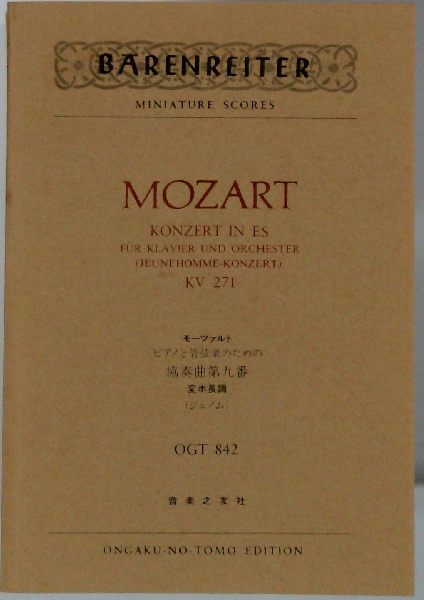 BÄRENREITER
MINIATURE SCORES
MOZART
KONZERT IN ES
FÜR KLAVIER UND ORCHESTER
(JEUNEHOMME-KONZERT)
KV 271
モーツァルト
ピアノと管弦楽のための
協奏曲第九番
変ホ長調
(ジュノム)
OGT 842
音楽之友社
ONGAKU-NO-TOMO EDITION